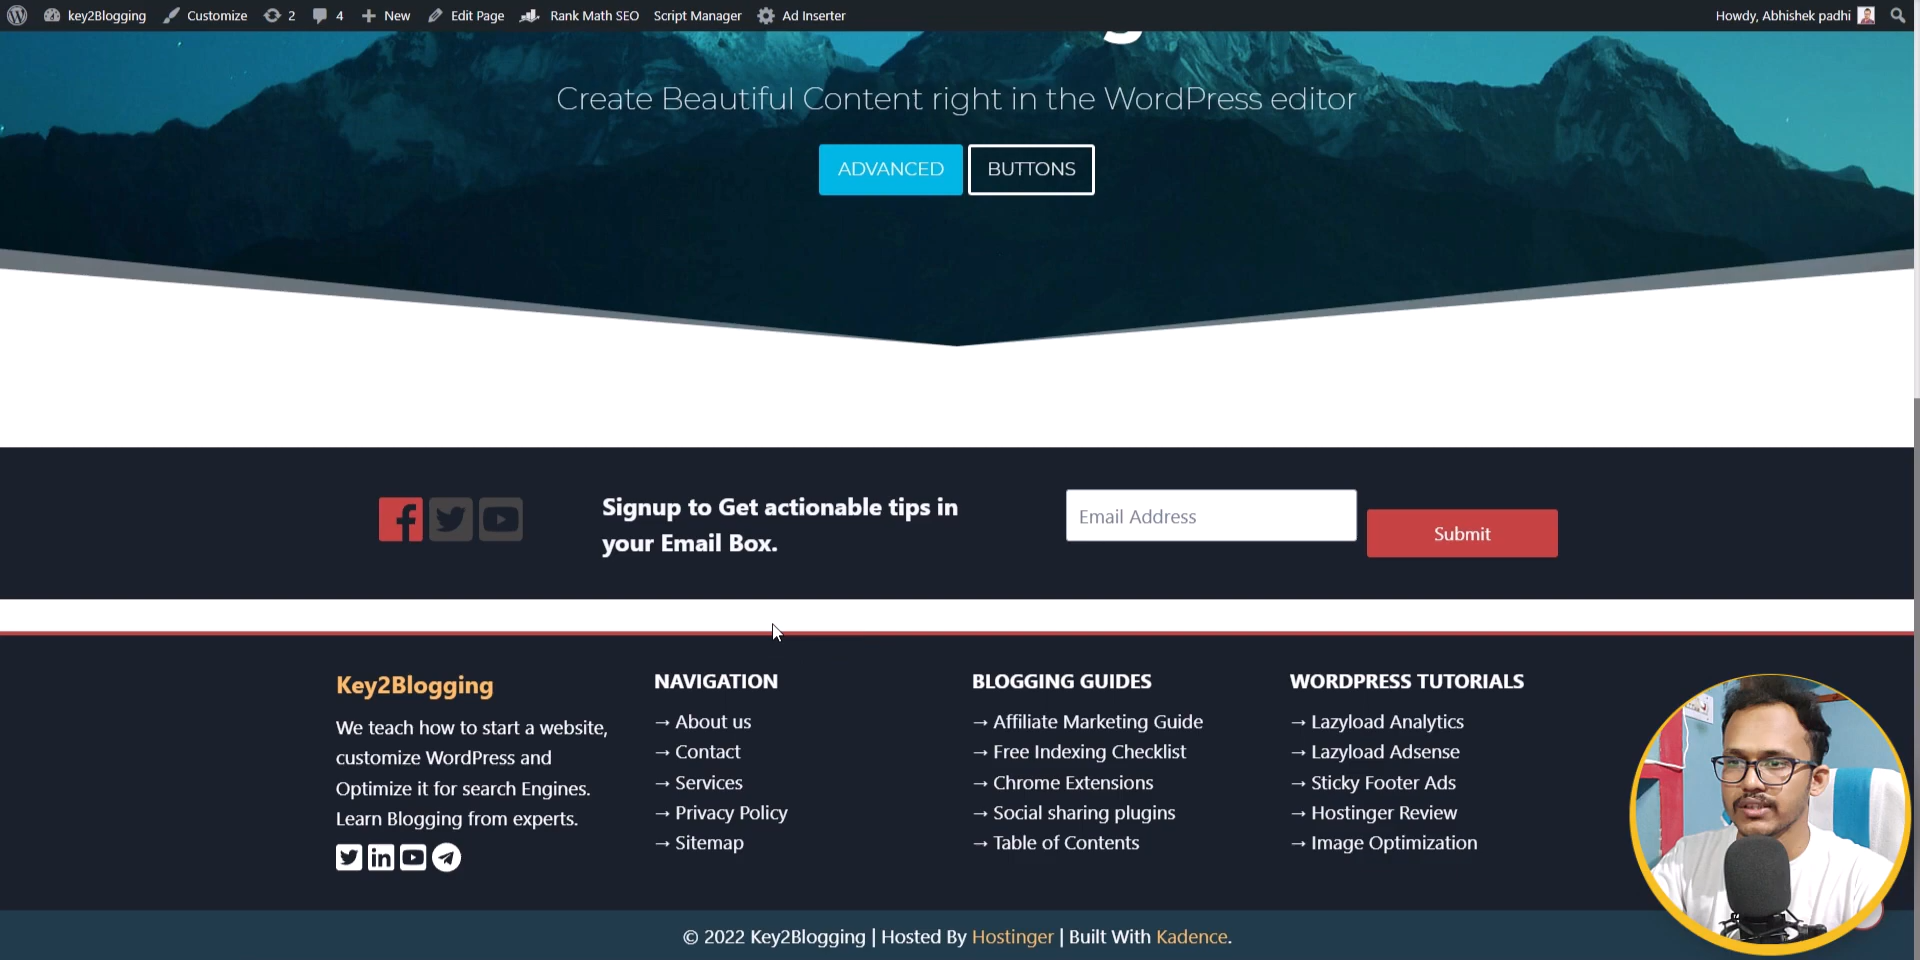 key2Blogging Customize 2 4 New Edit Page Rank Math SEO Script Manager Ad Inserter Howdy, Abhishek padhi
Create Beautiful Content right in the WordPress editor
ADVANCED BUTTONS
Signup to Get actionable tips in
your Email Box.
Email Address
Submit
Key2Blogging
We teach how to start a website,
customize WordPress and
Optimize it for search Engines.
Learn Blogging from experts.
NAVIGATION
→ About us
→ Contact
→ Services
→ Privacy Policy
→ Sitemap
BLOGGING GUIDES
→ Affiliate Marketing Guide
→ Free Indexing Checklist
→ Chrome Extensions
→ Social sharing plugins
→ Table of Contents
WORDPRESS TUTORIALS
→ Lazyload Analytics
→ Lazyload Adsense
→ Sticky Footer Ads
→ Hostinger Review
→ Image Optimization
© 2022 Key2Blogging | Hosted By Hostinger | Built With Kadence.